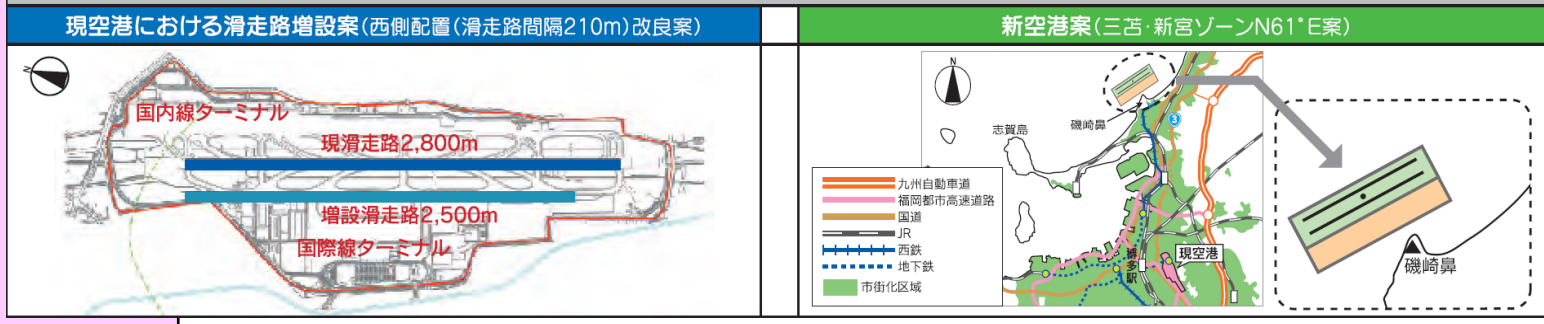 現空港における滑走路増設案(西側配置(滑走路間隔210m)改良案)
N
国内線ターミナル
現滑走路2,800m
増設滑走路2,500m
国際線ターミナル
新空港案(三苫・新宮ゾーンN61°E案)
N
志賀島
磯崎鼻
3
九州自動車道
福岡都市高速道路
国道
JR
西鉄
地下鉄
市街化区域
博多駅
現空港
磯崎鼻